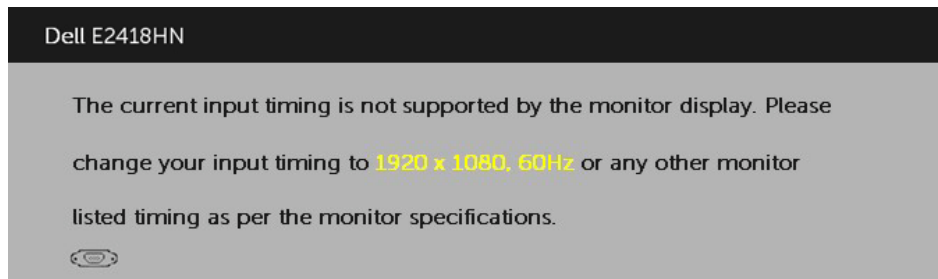 Dell E2418HN
The current input timing is not supported by the monitor display. Please
change your input timing to 1920 x 1080, 60Hz or any other monitor
listed timing as per the monitor specifications.